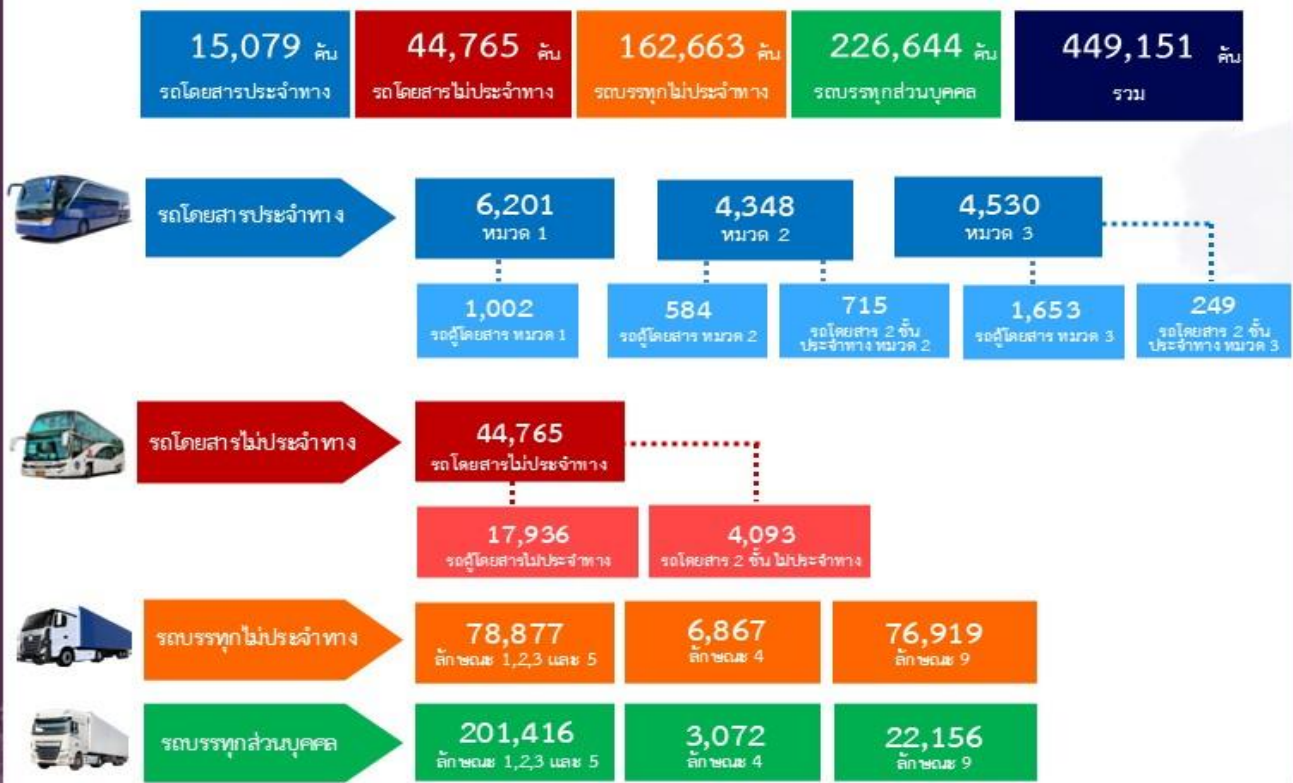 15,079 คัน
รถโดยสารประจำทาง
44,765 คัน
รถโดยสารไม่ประจำทาง
162,663 คัน
รถบรรทุกไม่ประจำทาง
226,644 คัน
รถบรรทุกส่วนบุคคล
449,151 คัน
รวม
รถโดยสารประจำทาง
6,201
หมวด 1
4,348
หมวด 2
4,530
หมวด 3
1,002
รถตู้โดยสาร หมวด 1
584
รถตู้โดยสาร หมวด 2
715
รถโดยสาร 2 ชั้น
ประจำทาง หมวด 2
1,653
รถตู้โดยสาร หมวด 3
249
รถโดยสาร 2 ชั้น
ประจำทาง หมวด 3
รถโดยสารไม่ประจำทาง
44,765
รถโดยสารไม่ประจำทาง
17,936
รถตู้โดยสารไม่ประจำทาง
4,093
รถโดยสาร 2 ชั้น ไม่ประจำทาง
รถบรรทุกไม่ประจำทาง
78,877
ลักษณะ 1,2,3 และ 5
6,867
ลักษณะ 4
76,919
ลักษณะ 9
รถบรรทุกส่วนบุคคล
201,416
ลักษณะ 1,2,3 และ 5
3,072
ลักษณะ 4
22,156
ลักษณะ 9